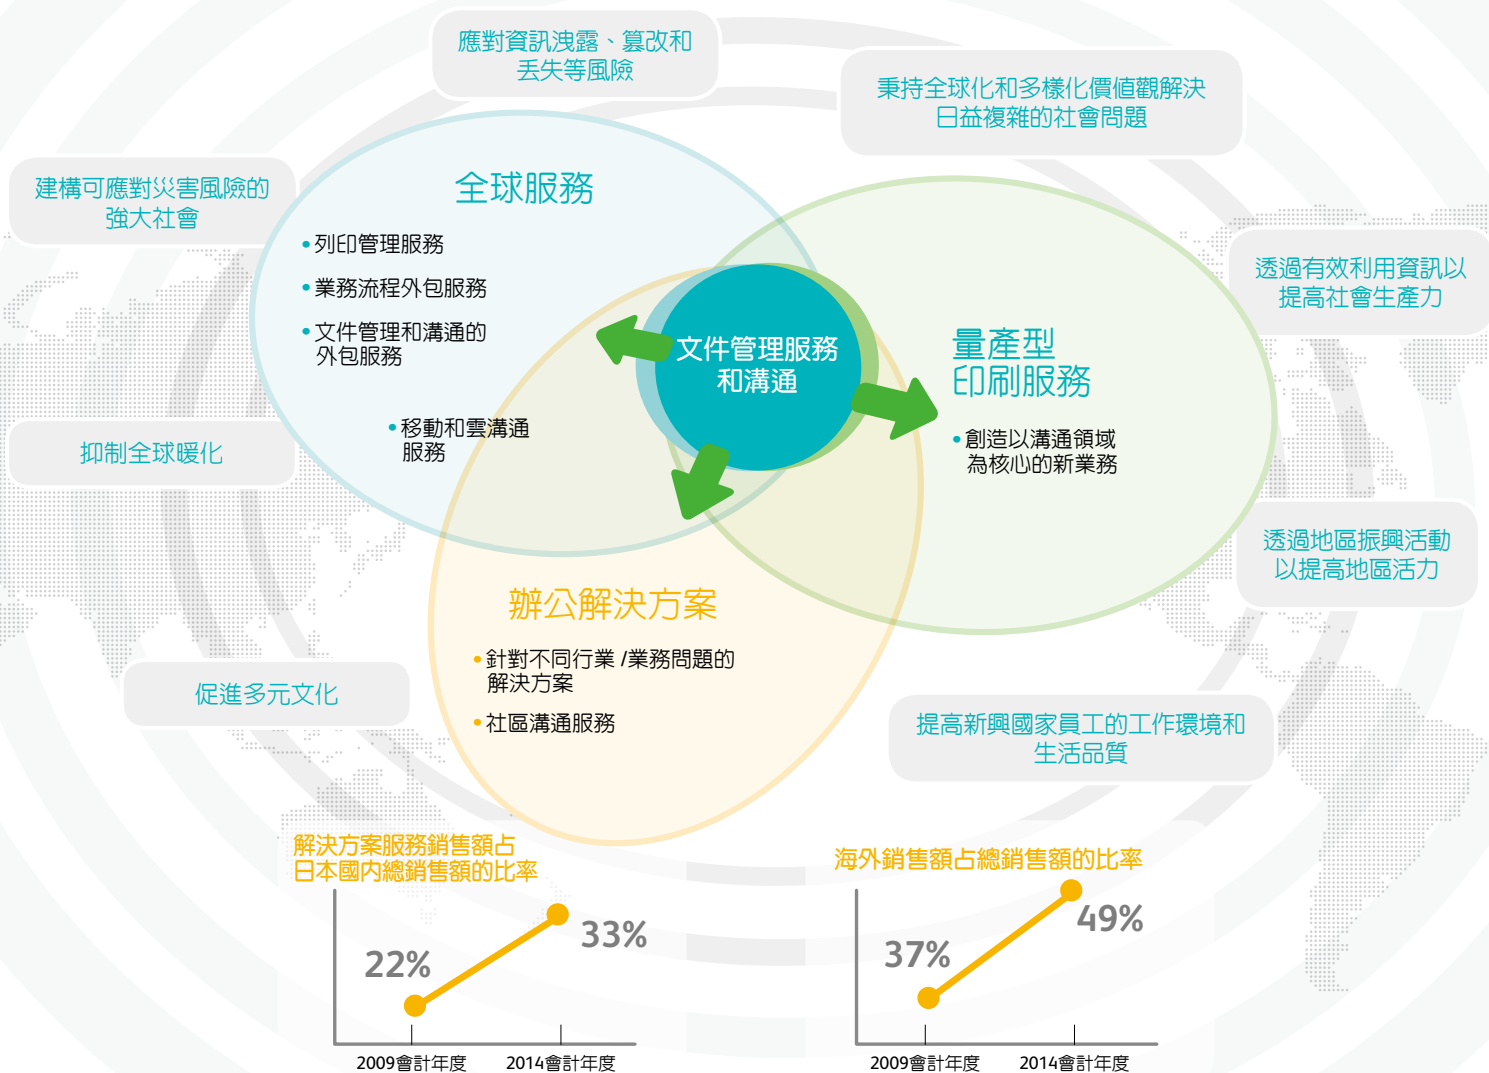 應對資訊洩露、篡改和
丟失等風險
秉持全球化和多樣化價值觀解決
日益複雜的社會問題
建構可應對災害風險的
強大社會
全球服務
•列印管理服務
•業務流程外包服務
•文件管理和溝通的
外包服務
•移動和雲溝通
服務
透過有效利用資訊以
提高社會生產力
文件管理服務
和溝通
量產型
印刷服務
•創造以溝通領域
為核心的新業務
抑制全球暖化
透過地區振興活動
以提高地區活力
辦公解決方案
•針對不同行業/業務問題的
解決方案
•社區溝通服務
促進多元文化
提高新興國家員工的工作環境和
生活品質
解決方案服務銷售額占
日本國內總銷售額的比率
22%
33%
2009會計年度
2014會計年度
海外銷售額占總銷售額的比率
37%
49%
2009會計年度
2014會計年度